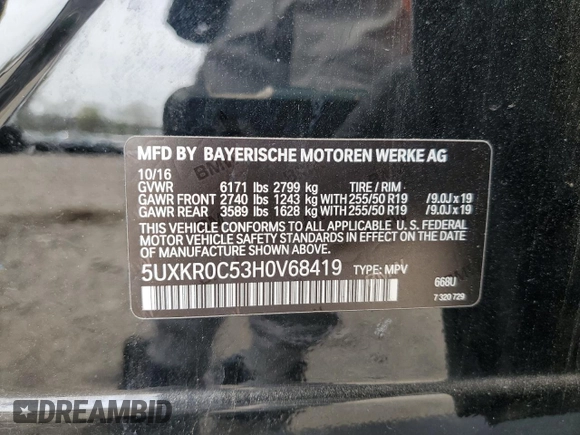 MFD BY BAYERISCHE MOTOREN WERKE AG
10/16
GVWR 6171 lbs 2799 kg TIRE / RIM
GAWR FRONT 2740 lbs 1243 kg WITH 255/50 R19 /9.0J x 19
GAWR REAR 3589 lbs 1628 kg WITH 255/50 R19 /9.0J x 19
THIS VEHICLE CONFORMS TO ALL APPLICABLE U. S. FEDERAL
MOTOR VEHICLE SAFETY STANDARDS IN EFFECT ON THE DATE
OF MANUFACTURE SHOWN ABOVE.
5UXKR0C53H0V68419 TYPE: MPV
668U
7 320 729
DREAMBID